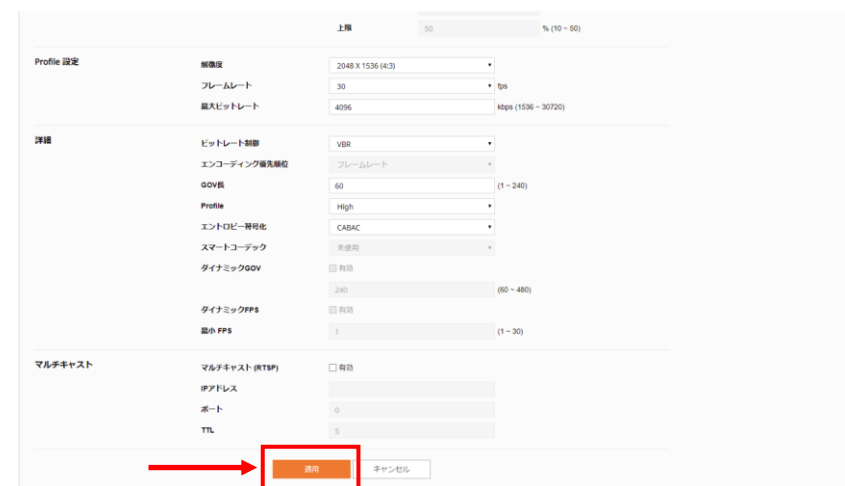 上限 50 % (10 ~ 50)
Profile 設定
解像度 2048 X 1536 (4:3)
フレームレート 30 fps
最大ビットレート 4096 kbps (1536 ~ 30720)
詳細
ビットレート制御 VBR
エンコーディング優先順位 フレームレート
GOV長 60 (1 ~ 240)
Profile High
エントロピー符号化 CABAC
スマートコーデック 未使用
ダイナミックGOV 有効
240 (60 ~ 480)
ダイナミックFPS 有効
最小 FPS 1 (1 ~ 30)
マルチキャスト
マルチキャスト (RTSP) 有効
IPアドレス
ポート 0
TTL 5
適用 キャンセル